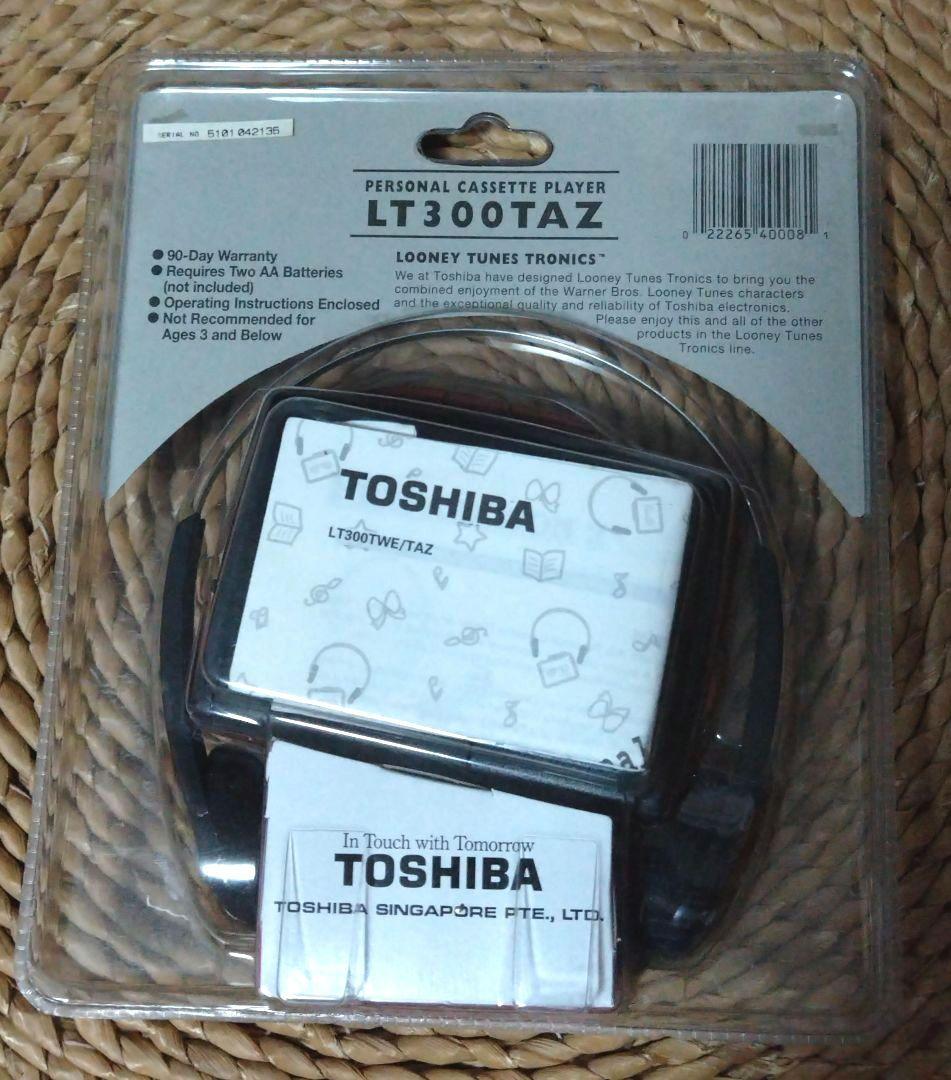 SERIAL NO 5101042135
PERSONAL CASSETTE PLAYER
LT300TAZ
0 22265 40008 1
● 90-Day Warranty
● Requires Two AA Batteries
(not included)
● Operating Instructions Enclosed
● Not Recommended for
Ages 3 and Below
LOONEY TUNES TRONICS™
We at Toshiba have designed Looney Tunes Tronics to bring you the
combined enjoyment of the Warner Bros. Looney Tunes characters
and the exceptional quality and reliability of Toshiba electronics.
Please enjoy this and all of the other
products in the Looney Tunes
Tronics line.
TOSHIBA
LT300TWE/TAZ
In Touch with Tomorrow
TOSHIBA
TOSHIBA SINGAPORE PTE., LTD.